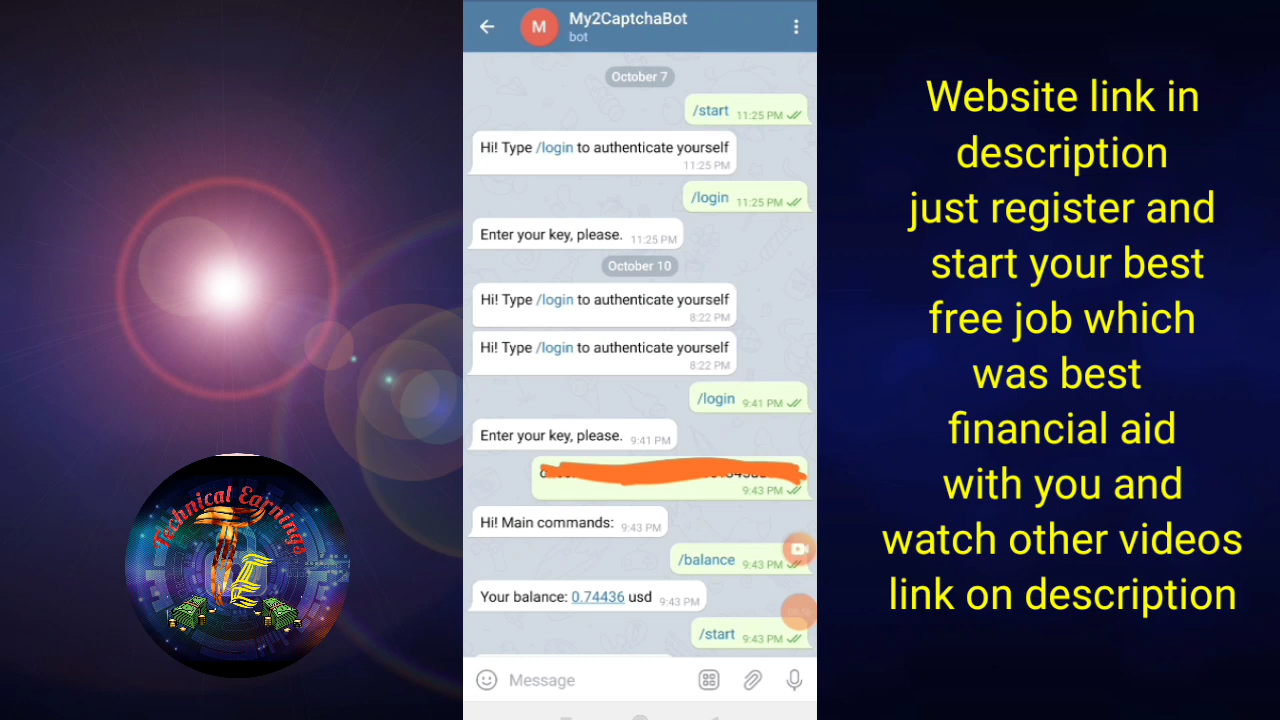 My2CaptchaBot
M
bot
October 7
/start 11:25 PM
Hi! Type /login to authenticate yourself
11:25 PM
/login 11:25 PM
Enter your key, please. 11:25 PM
October 10
Hi! Type /login to authenticate yourself
8:22 PM
Hi! Type /login to authenticate yourself
8:22 PM
/login 9:41 PM
Enter your key, please. 9:41 PM
9:43 PM
Hi! Main commands: 9:43 PM
/balance 9:43 PM
Your balance: 0.74436 usd 9:43 PM
/start 9:43 PM
Message
Website link in
description
just register and
start your best
free job which
was best
financial aid
with you and
watch other videos
link on description
Technical Earnings